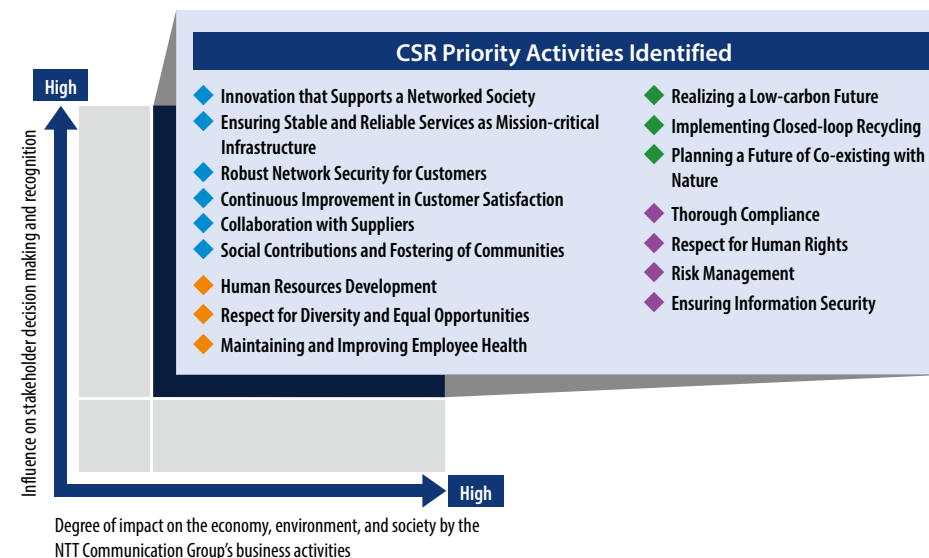 CSR Priority Activities Identified
High
Innovation that Supports a Networked Society
Ensuring Stable and Reliable Services as Mission-critical
Infrastructure
Robust Network Security for Customers
Continuous Improvement in Customer Satisfaction
Collaboration with Suppliers
Social Contributions and Fostering of Communities
Human Resources Development
Respect for Diversity and Equal Opportunities
Maintaining and Improving Employee Health
Realizing a Low-carbon Future
Implementing Closed-loop Recycling
Planning a Future of Co-existing with
Nature
Thorough Compliance
Respect for Human Rights
Risk Management
Ensuring Information Security
Influence on stakeholder decision making and recognition
High
Degree of impact on the economy, environment, and society by the
NTT Communication Group's business activities